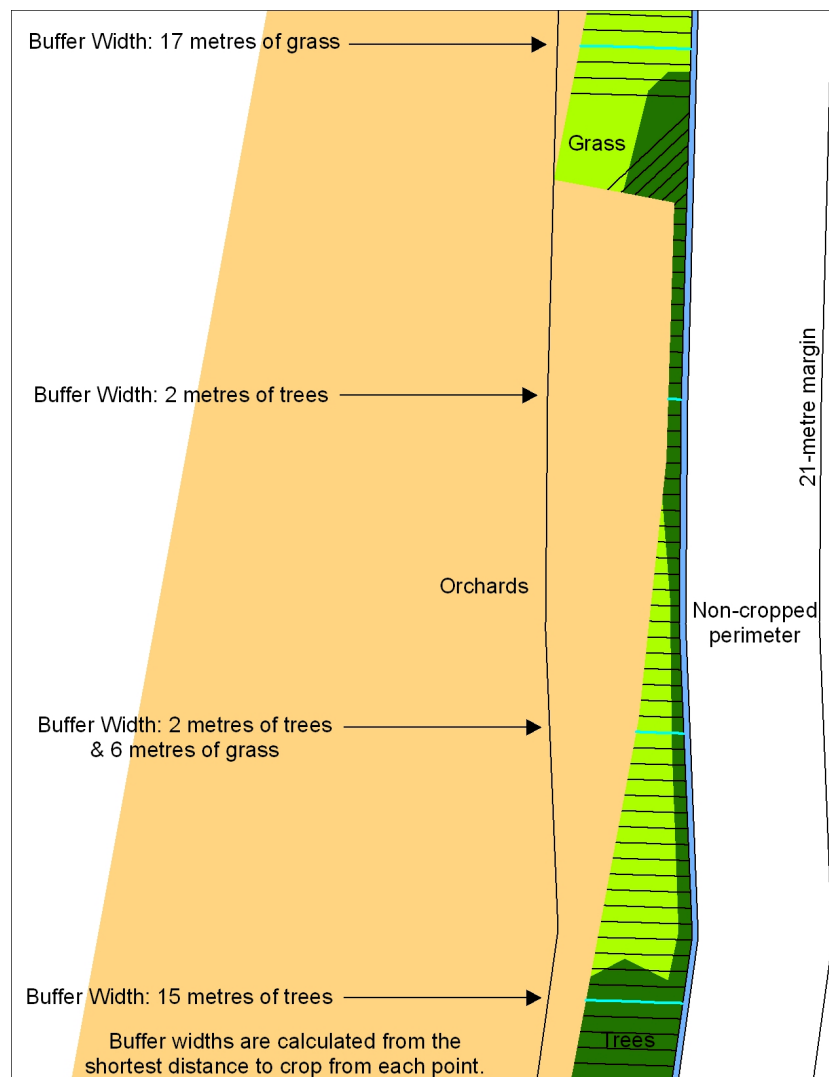 Buffer Width: 17 metres of grass
Grass
Buffer Width: 2 metres of trees
21-metre margin
Orchards
Non-cropped
perimeter
Buffer Width: 2 metres of trees
& 6 metres of grass
Buffer Width: 15 metres of trees
Trees
Buffer widths are calculated from the
shortest distance to crop from each point.